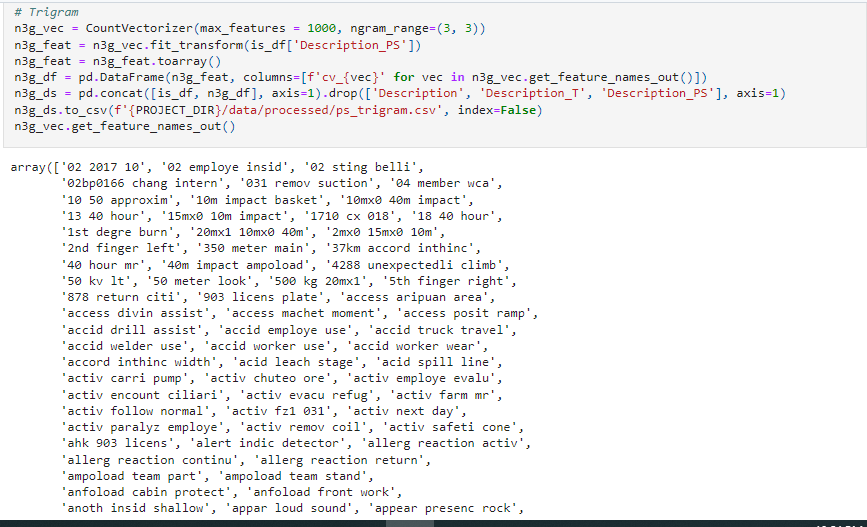 # Trigram
n3g_vec = CountVectorizer(max_features = 1000, ngram_range=(3, 3))
n3g_feat = n3g_vec.fit_transform(is_df['Description_PS'])
n3g_feat = n3g_feat.toarray()
n3g_df = pd.DataFrame(n3g_feat, columns=[f'cv_{vec}' for vec in n3g_vec.get_feature_names_out()])
n3g_ds = pd.concat([is_df, n3g_df], axis=1).drop(['Description', 'Description_T', 'Description_PS'], axis=1)
n3g_ds.to_csv(f'{PROJECT_DIR}/data/processed/ps_trigram.csv', index=False)
n3g_vec.get_feature_names_out()
array(['02 2017 10', '02 employe insid', '02 sting belli',
'02bp0166 chang intern', '031 remov suction', '04 member wca',
'10 50 approxim', '10m impact basket', '10mx0 40m impact',
'13 40 hour', '15mx0 10m impact', '1710 cx 018', '18 40 hour',
'1st degre burn', '20mx1 10mx0 40m', '2mx0 15mx0 10m',
'2nd finger left', '350 meter main', '37km accord inthinc',
'40 hour mr', '40m impact ampoload', '4288 unexpectedli climb',
'50 kv lt', '50 meter look', '500 kg 20mx1', '5th finger right',
'878 return citi', '903 licens plate', 'access aripuan area',
'access divin assist', 'access machet moment', 'access posit ramp',
'accid drill assist', 'accid employe use', 'accid truck travel',
'accid welder use', 'accid worker use', 'accid worker wear',
'accord inthinc width', 'acid leach stage', 'acid spill line',
'activ carri pump', 'activ chuteo ore', 'activ employe evalu',
'activ encount ciliari', 'activ evacu refug', 'activ farm mr',
'activ follow normal', 'activ fz1 031', 'activ next day',
'activ paralyz employe', 'activ remov coil', 'activ safeti cone',
'ahk 903 licens', 'alert indic detector', 'allerg reaction activ',
'allerg reaction continu', 'allerg reaction return',
'ampoload team part', 'ampoload team stand',
'anfoload cabin protect', 'anfoload front work',
'anoth insid shallow', 'appar loud sound', 'appear presenc rock',